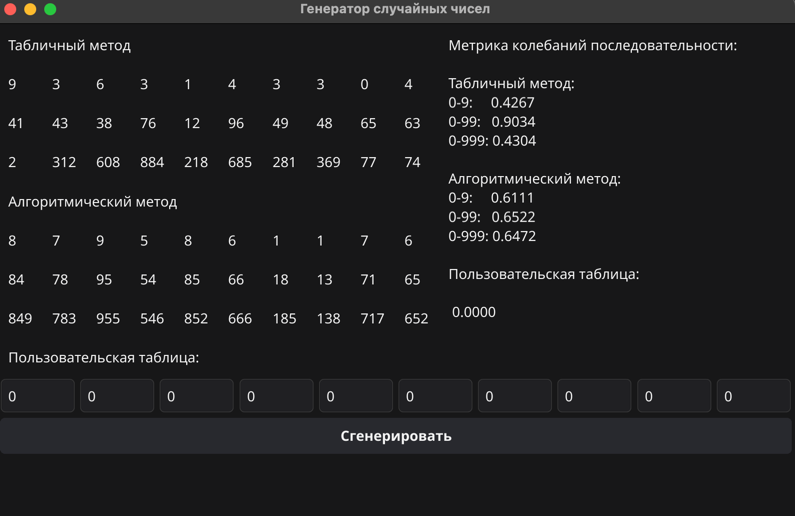 Генератор случайных чисел
Табличный метод
9 3 6 3 1 4 3 3 0 4
41 43 38 76 12 96 49 48 65 63
2 312 608 884 218 685 281 369 77 74
Алгоритмический метод
8 7 9 5 8 6 1 1 7 6
84 78 95 54 85 66 18 13 71 65
849 783 955 546 852 666 185 138 717 652
Метрика колебаний последовательности:
Табличный метод:
0-9: 0.4267
0-99: 0.9034
0-999: 0.4304
Алгоритмический метод:
0-9: 0.6111
0-99: 0.6522
0-999: 0.6472
Пользовательская таблица:
0.0000
Пользовательская таблица:
0 0 0 0 0 0 0 0 0 0
Сгенерировать